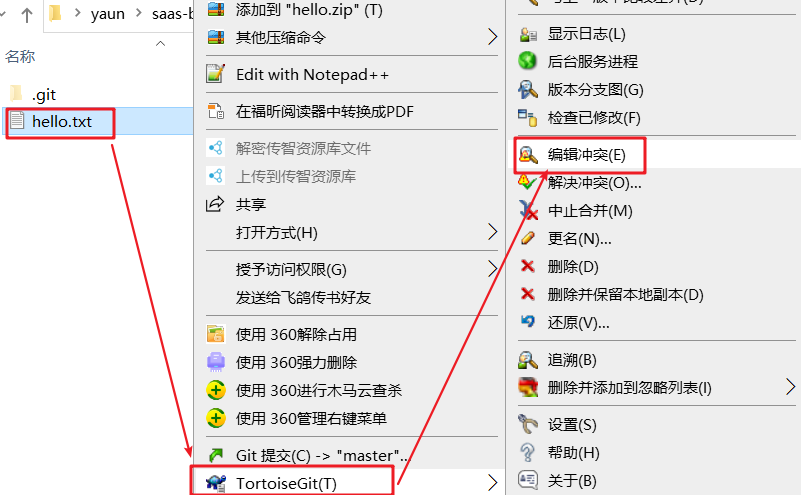 yaun
saas-b
名称
.git
hello.txt
添加到 "hello.zip" (T)
其他压缩命令
Edit with Notepad++
在福昕阅读器中转换成PDF
解密传智资源库文件
上传到传智资源库
共享
打开方式(H)
授予访问权限(G)
发送给飞鸽传书好友
使用 360解除占用
使用 360强力删除
使用 360进行木马云查杀
使用 360管理右键菜单
Git 提交(C) -> "master"...
TortoiseGit(T)
显示日志(L)
后台服务进程
版本分支图(G)
检查已修改(F)
编辑冲突(E)
解决冲突(O)...
中止合并(M)
更名(N)...
删除(D)
删除并保留本地副本(D)
还原(V)...
追溯(B)
删除并添加到忽略列表(I)
设置(S)
帮助(H)
关于(B)